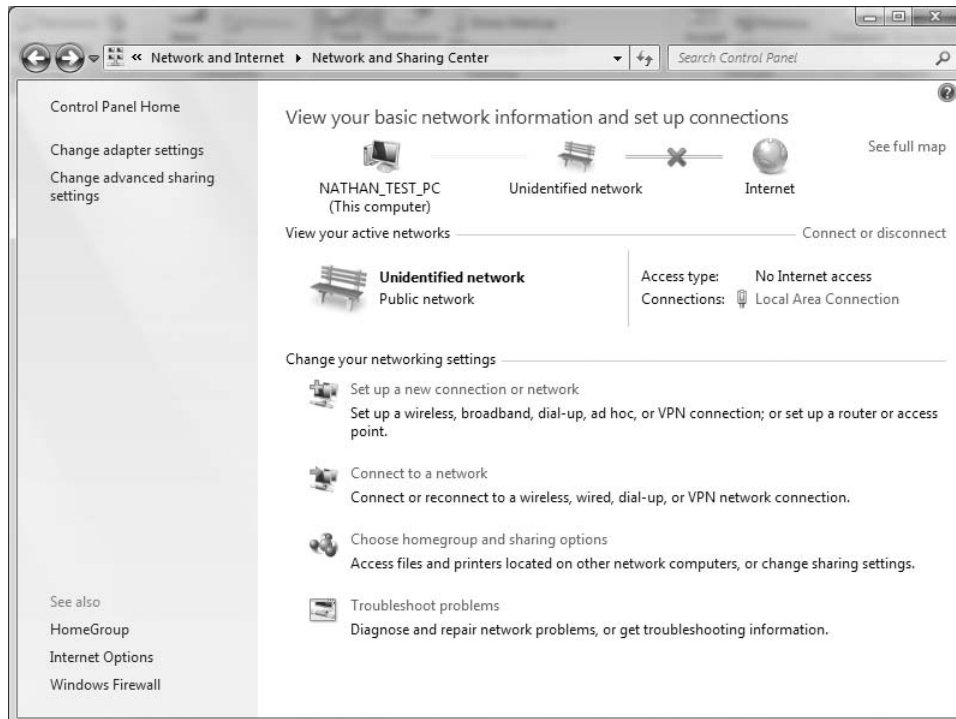 « Network and Internet ▸ Network and Sharing Center
Search Control Panel
Control Panel Home
Change adapter settings
Change advanced sharing
settings
See also
HomeGroup
Internet Options
Windows Firewall
View your basic network information and set up connections
See full map
NATHAN_TEST_PC
(This computer)
Unidentified network
Internet
View your active networks
Connect or disconnect
Unidentified network
Public network
Access type: No Internet access
Connections: Local Area Connection
Change your networking settings
Set up a new connection or network
Set up a wireless, broadband, dial-up, ad hoc, or VPN connection; or set up a router or access
point.
Connect to a network
Connect or reconnect to a wireless, wired, dial-up, or VPN network connection.
Choose homegroup and sharing options
Access files and printers located on other network computers, or change sharing settings.
Troubleshoot problems
Diagnose and repair network problems, or get troubleshooting information.